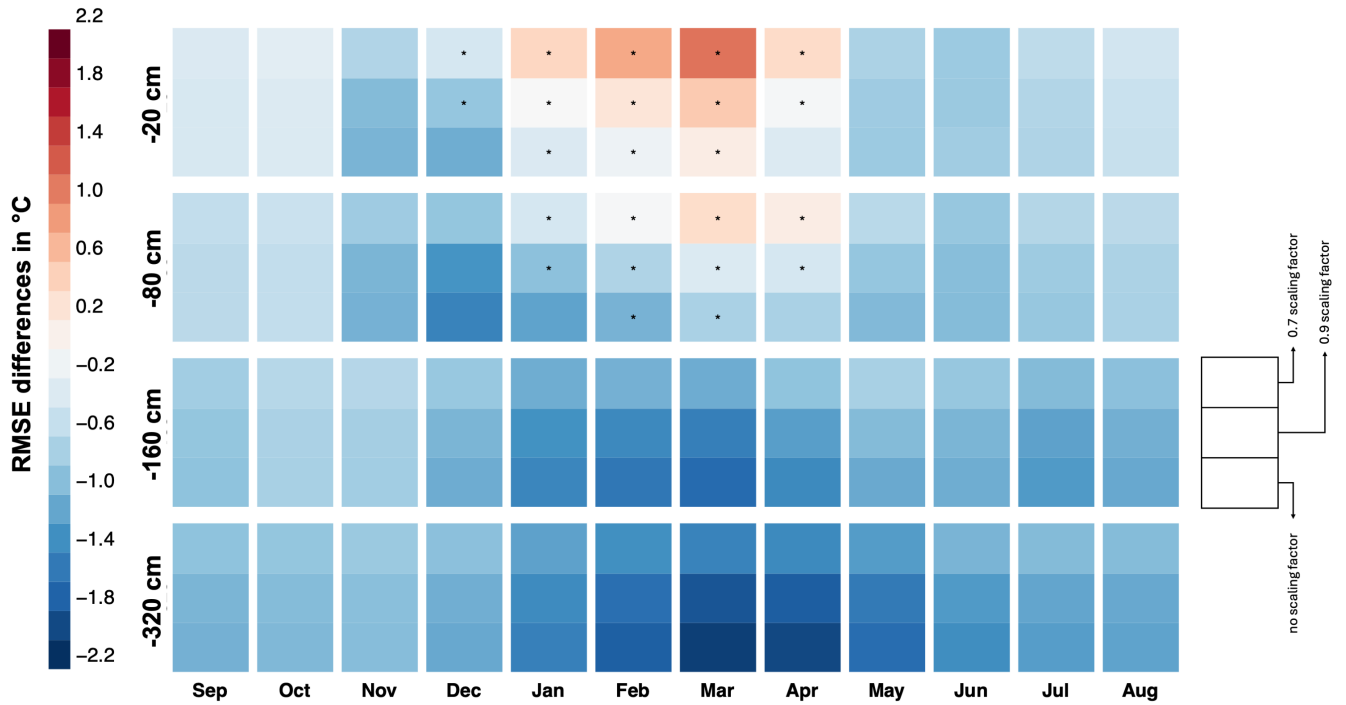 RMSE differences in °C
2.2
1.8
1.4
1.0
0.6
0.2
−0.2
−0.6
−1.0
−1.4
−1.8
−2.2
-20 cm
* * * * *
* * * * *
* * *
-80 cm
* * * *
* * * *
* *
-160 cm
-320 cm
Sep Oct Nov Dec Jan Feb Mar Apr May Jun Jul Aug
0.7 scaling factor
0.9 scaling factor
no scaling factor